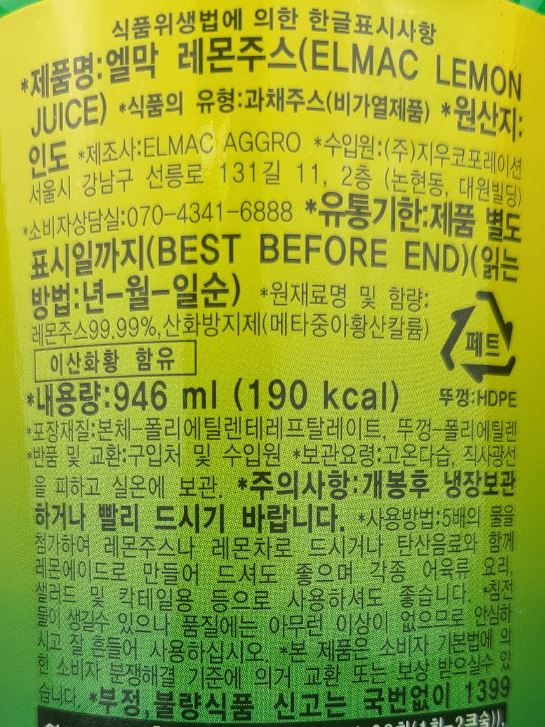 식품위생법에 의한 한글표시사항
*제품명:엘막 레몬주스(ELMAC LEMON
JUICE) *식품의 유형:과채주스(비가열제품) *원산지:
인도 *제조사:ELMAC AGGRO *수입원:(주)지우코포레이션
서울시 강남구 선릉로 131길 11, 2층 (논현동, 대원빌딩)
*소비자상담실:070-4341-6888 *유통기한:제품 별도
표시일까지(BEST BEFORE END)(읽는
방법:년-월-일순) *원재료명 및 함량:
레몬주스99.99%,산화방지제(메타중아황산칼륨)
이산화황 함유
페트
*내용량:946 ml (190 kcal)
뚜껑:HDPE
*포장재질:본체-폴리에틸렌테레프탈레이트, 뚜껑-폴리에틸렌
*반품 및 교환:구입처 및 수입원 *보관요령:고온다습, 직사광선
을 피하고 실온에 보관. *주의사항:개봉후 냉장보관
하거나 빨리 드시기 바랍니다. *사용방법:5배의 물을
첨가하여 레몬주스나 레몬차로 드시거나 탄산음료와 함께
레몬에이드로 만들어 드셔도 좋으며 각종 어육류 요리,
샐러드 및 칵테일용 등으로 사용하셔도 좋습니다. *침전
물이 생길수 있으나 품질에는 아무런 이상이 없으므로 안심하
시고 잘 흔들어 사용하십시오. *본 제품은 소비자 기본법에 의
한 소비자 분쟁해결 기준에 의거 교환 또는 보상 받으실수 있
습니다. *부정,불량식품 신고는 국번없이 1399